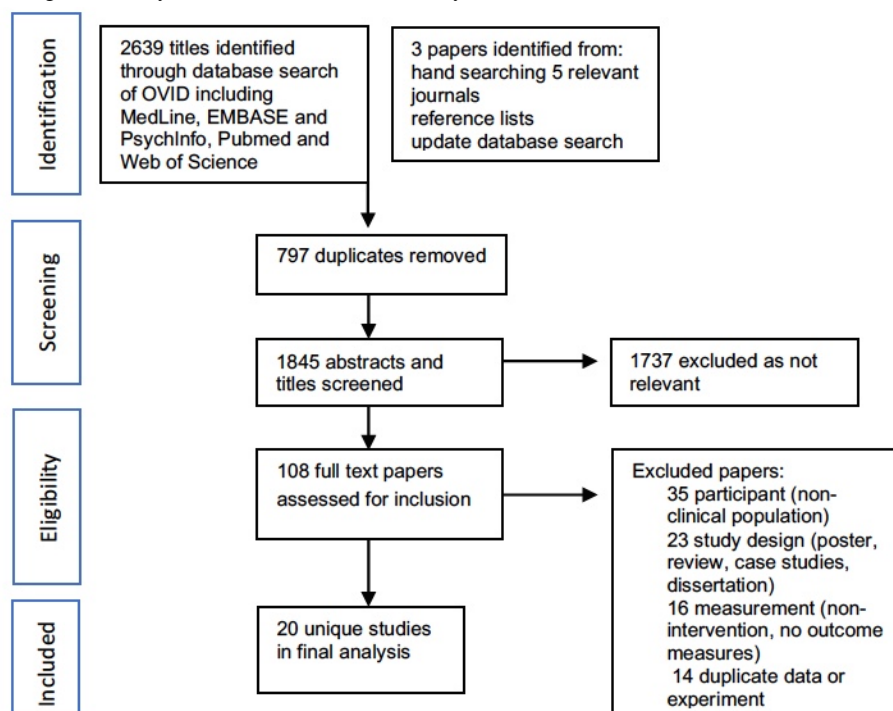 Identification
2639 titles identified
through database search
of OVID including
MedLine, EMBASE and
PsychInfo, Pubmed and
Web of Science
3 papers identified from:
hand searching 5 relevant
journals
reference lists
update database search
Screening
797 duplicates removed
1845 abstracts and
titles screened
1737 excluded as not
relevant
Eligibility
108 full text papers
assessed for inclusion
Excluded papers:
35 participant (non-
clinical population)
23 study design (poster,
review, case studies,
dissertation)
16 measurement (non-
intervention, no outcome
measures)
14 duplicate data or
experiment
Included
20 unique studies
in final analysis